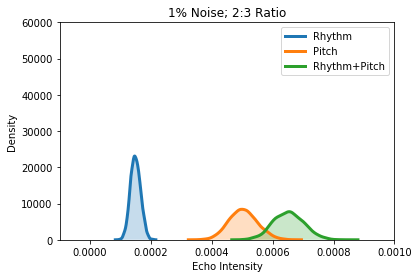 1% Noise; 2:3 Ratio
Rhythm
Pitch
Rhythm+Pitch
Density
60000
50000
40000
30000
20000
10000
0
0.0000
0.0002
0.0004
0.0006
0.0008
0.0010
Echo Intensity